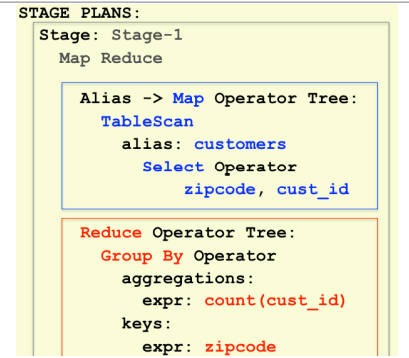 STAGE PLANS:
Stage: Stage-1
Map Reduce
Alias -> Map Operator Tree:
TableScan
alias: customers
Select Operator
zipcode, cust_id
Reduce Operator Tree:
Group By Operator
aggregations:
expr: count(cust_id)
keys:
expr: zipcode